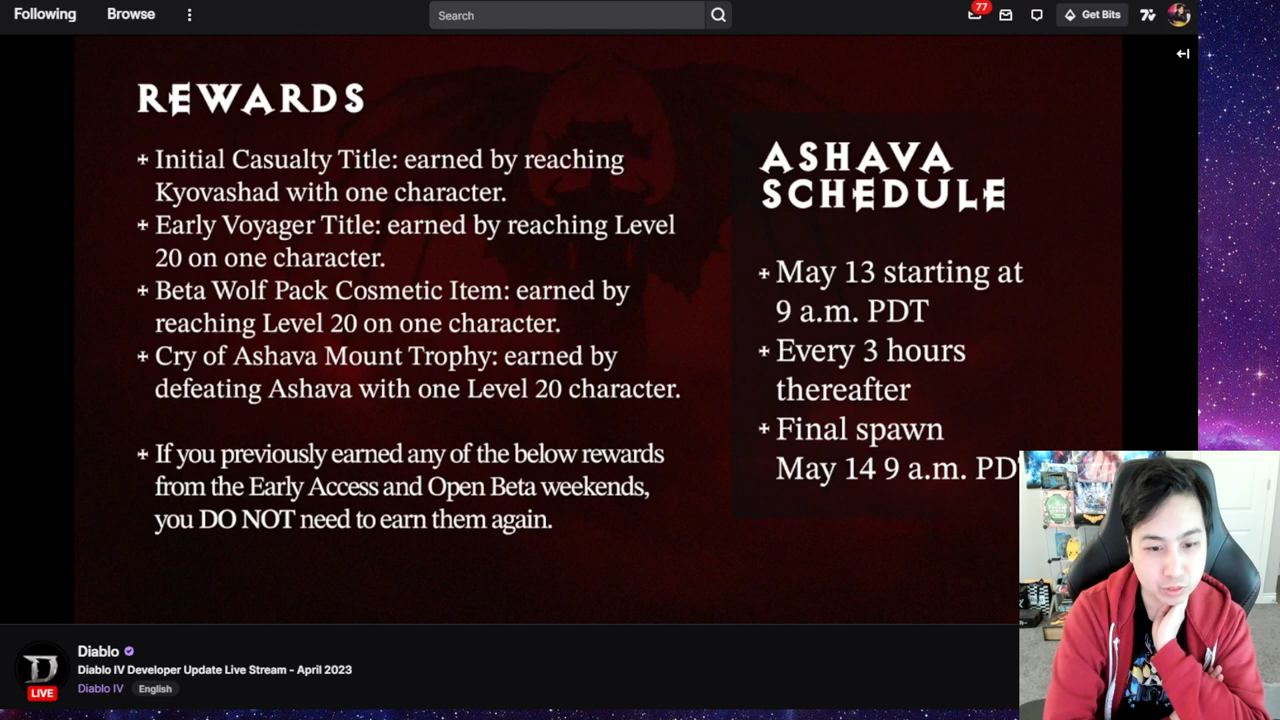 Following
Browse
Search
77
Get Bits
REWARDS
+ Initial Casualty Title: earned by reaching
Kyovashad with one character.
+ Early Voyager Title: earned by reaching Level
20 on one character.
+ Beta Wolf Pack Cosmetic Item: earned by
reaching Level 20 on one character.
+ Cry of Ashava Mount Trophy: earned by
defeating Ashava with one Level 20 character.
+ If you previously earned any of the below rewards
from the Early Access and Open Beta weekends,
you DO NOT need to earn them again.
ASHAVA
SCHEDULE
+ May 13 starting at
9 a.m. PDT
+ Every 3 hours
thereafter
+ Final spawn
May 14 9 a.m. PD
Diablo
Diablo IV Developer Update Live Stream - April 2023
LIVE
Diablo IV
English